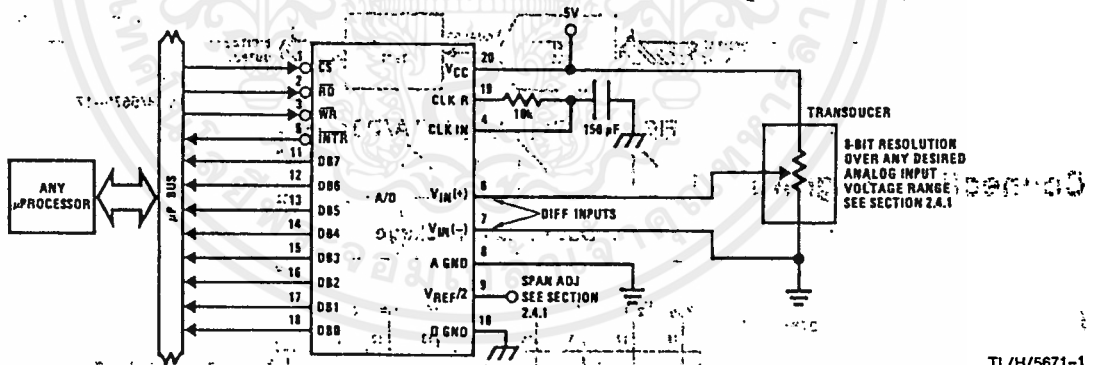 5V
1 CS
2 RD
3 WR
5 INTR
11 DB7
12 DB6
13 DB5
14 DB4
15 DB3
16 DB2
17 DB1
18 DB0
ANY
µPROCESSOR
µP BUS
A/D
VCC 20
CLK R 19
CLK IN 4
VIN(+) 6
VIN(–) 7
A GND 8
VREF/2 9
D GND 10
10k
150 pF
DIFF INPUTS
SPAN ADJ
SEE SECTION
2.4.1
TRANSDUCER
8-BIT RESOLUTION
OVER ANY DESIRED
ANALOG INPUT
VOLTAGE RANGE
SEE SECTION 2.4.1
TL/H/5671-1